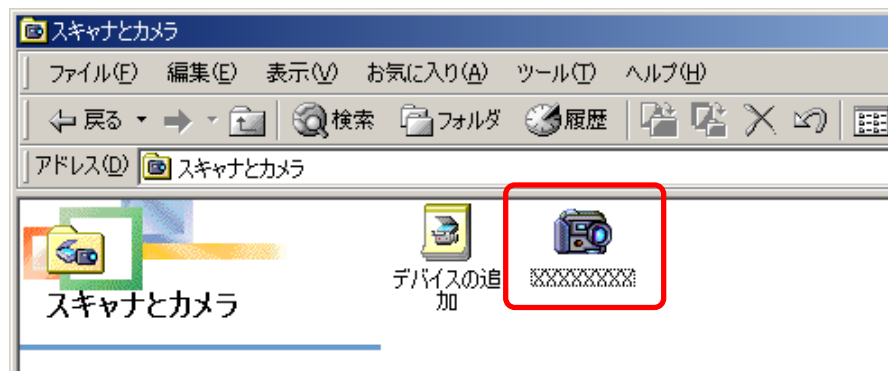 スキャナとカメラ
ファイル(F) 編集(E) 表示(V) お気に入り(A) ツール(T) ヘルプ(H)
戻る 検索 フォルダ 履歴
アドレス(D) スキャナとカメラ
デバイスの追
加
XXXXXXXXX
スキャナとカメラ